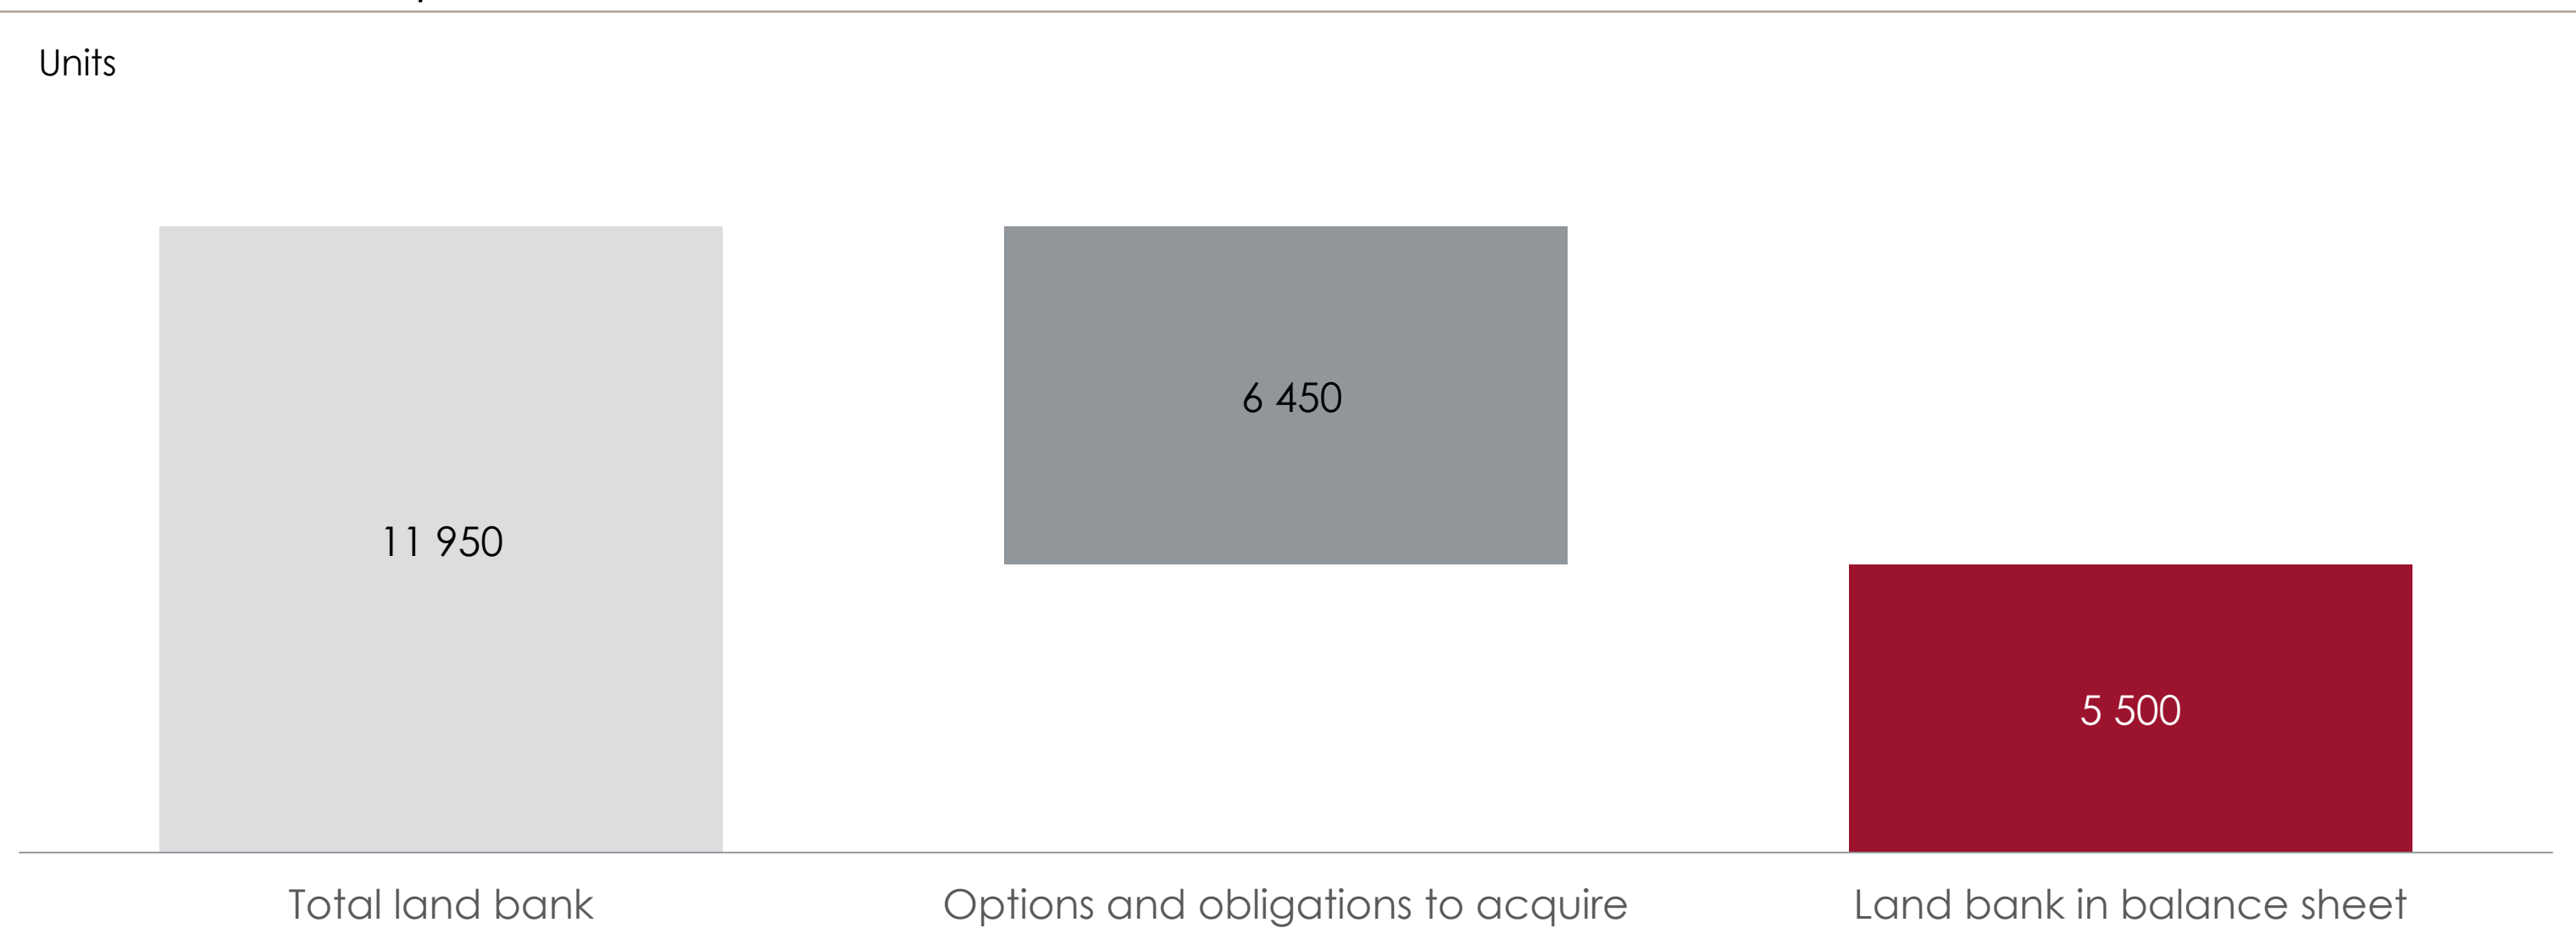 Units
11 950
6 450
5 500
Total land bank
Options and obligations to acquire
Land bank in balance sheet